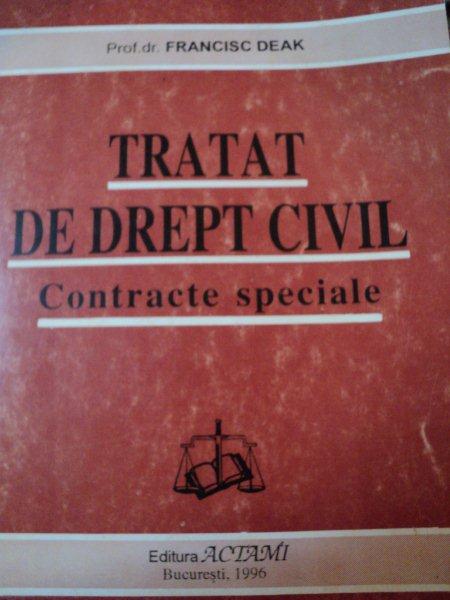 Prof.dr. FRANCISC DEAK
TRATAT
DE DREPT CIVIL
Contracte speciale
Editura ACTAMI
București, 1996